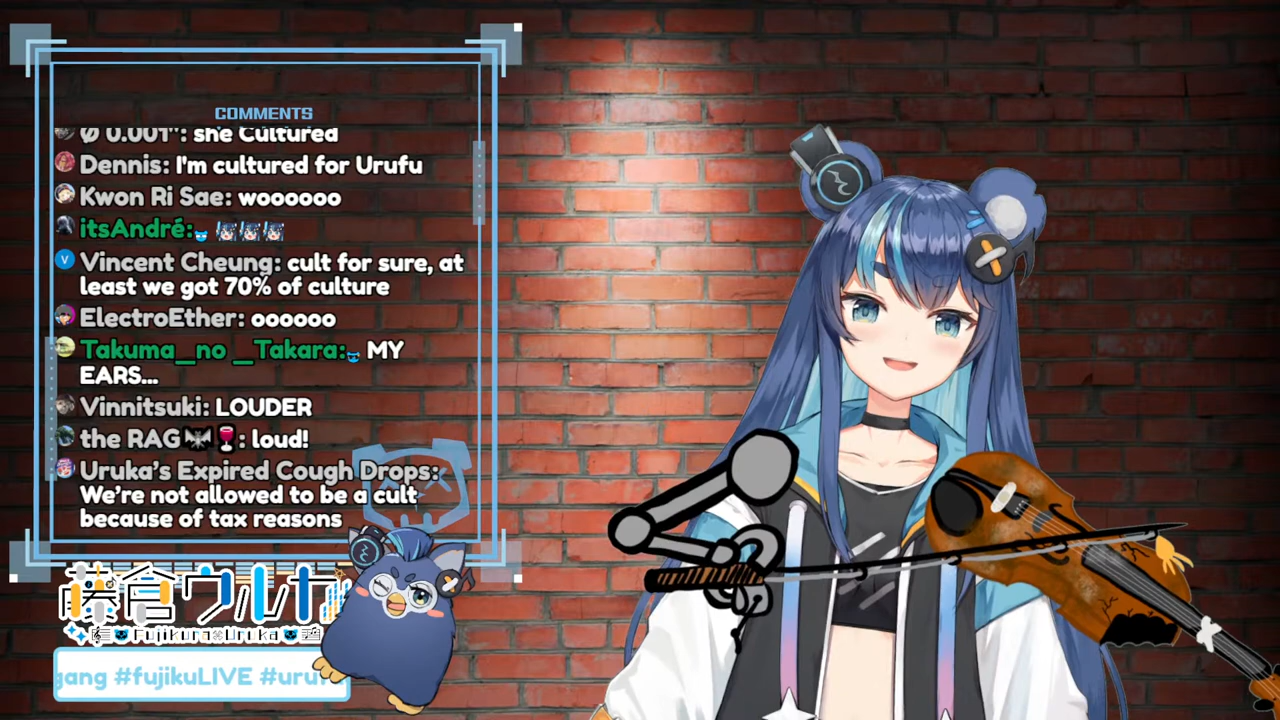 COMMENTS
Ø 0.001": she Cultured
Dennis: I'm cultured for Urufu
Kwon Ri Sae: woooooo
itsAndré:
Vincent Cheung: cult for sure, at
least we got 70% of culture
ElectroEther: oooooo
Takuma_no _Takara: MY
EARS...
Vinnitsuki: LOUDER
the RAG🦇🍷: loud!
Uruka's Expired Cough Drops:
We're not allowed to be a cult
because of tax reasons
藤倉ウルカ
Fujikura Uruka
gang #fujikuLIVE #uru